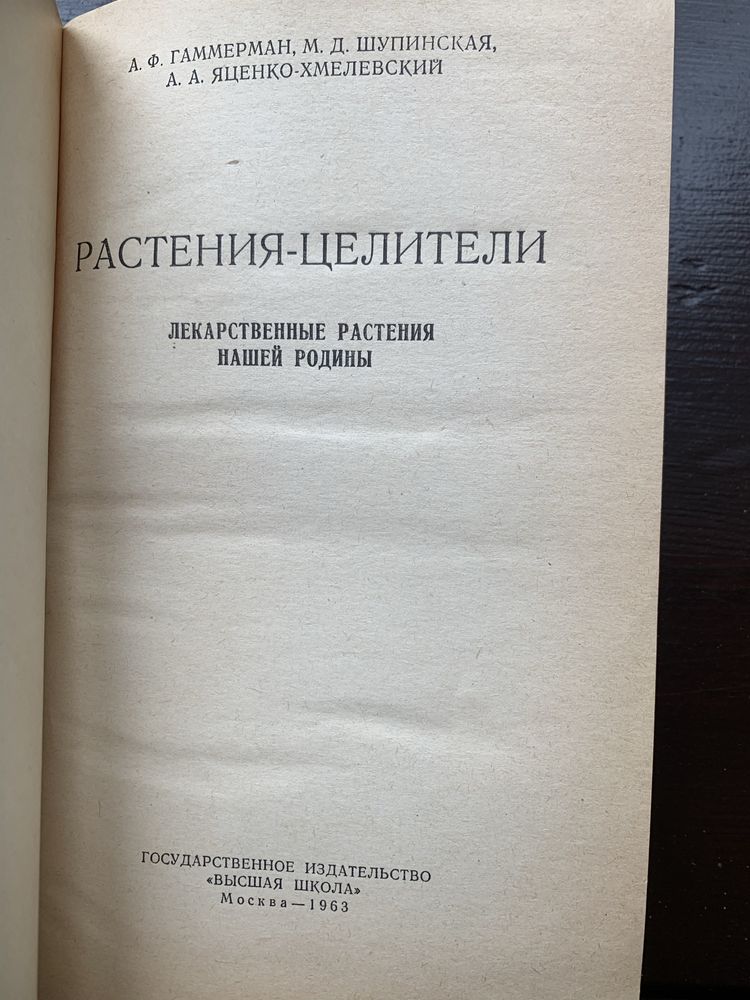 А. Ф. ГАММЕРМАН, М. Д. ШУПИНСКАЯ,
А. А. ЯЦЕНКО-ХМЕЛЕВСКИЙ
РАСТЕНИЯ-ЦЕЛИТЕЛИ
ЛЕКАРСТВЕННЫЕ РАСТЕНИЯ
НАШЕЙ РОДИНЫ
ГОСУДАРСТВЕННОЕ ИЗДАТЕЛЬСТВО
«ВЫСШАЯ ШКОЛА»
Москва — 1963